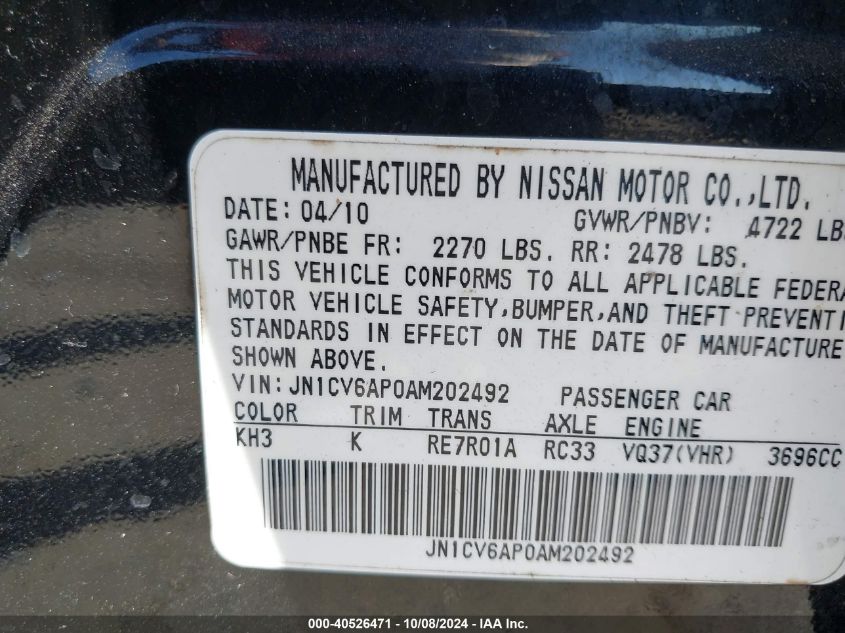 MANUFACTURED BY NISSAN MOTOR CO.,LTD.
DATE: 04/10 GVWR/PNBV: 4722 LBS
GAWR/PNBE FR: 2270 LBS. RR: 2478 LBS.
THIS VEHICLE CONFORMS TO ALL APPLICABLE FEDERA
MOTOR VEHICLE SAFETY,BUMPER,AND THEFT PREVENTI
STANDARDS IN EFFECT ON THE DATE OF MANUFACTURE
SHOWN ABOVE.
VIN:JN1CV6AP0AM202492 PASSENGER CAR
COLOR TRIM TRANS AXLE ENGINE
KH3 K RE7R01A RC33 VQ37(VHR) 3696CC
JN1CV6AP0AM202492
000-40526471 - 10/08/2024 - IAA Inc.